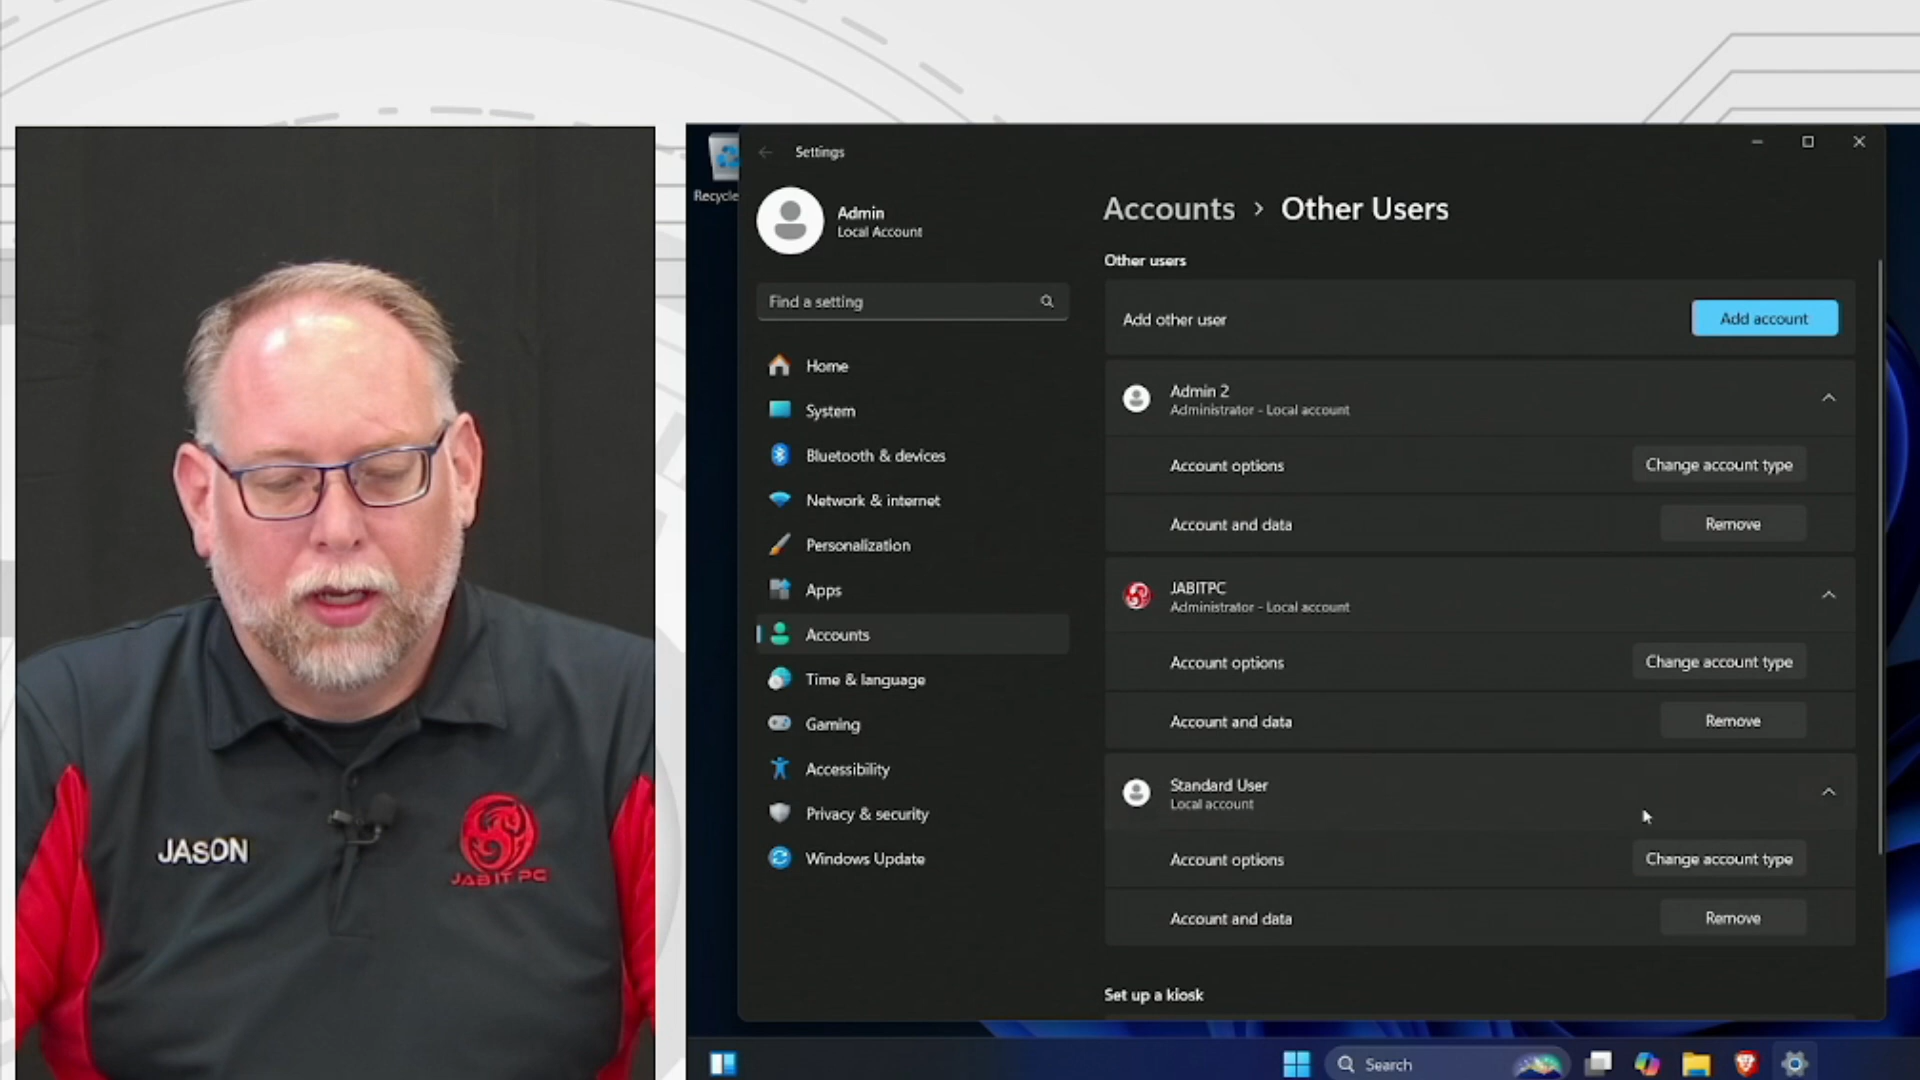 JASON
JAB IT PC
Recycle
Settings
Admin
Local Account
Find a setting
Home
System
Bluetooth & devices
Network & internet
Personalization
Apps
Accounts
Time & language
Gaming
Accessibility
Privacy & security
Windows Update
Accounts > Other Users
Other users
Add other user
Add account
Admin 2
Administrator - Local account
Account options
Change account type
Account and data
Remove
JABITPC
Administrator - Local account
Account options
Change account type
Account and data
Remove
Standard User
Local account
Account options
Change account type
Account and data
Remove
Set up a kiosk
Search